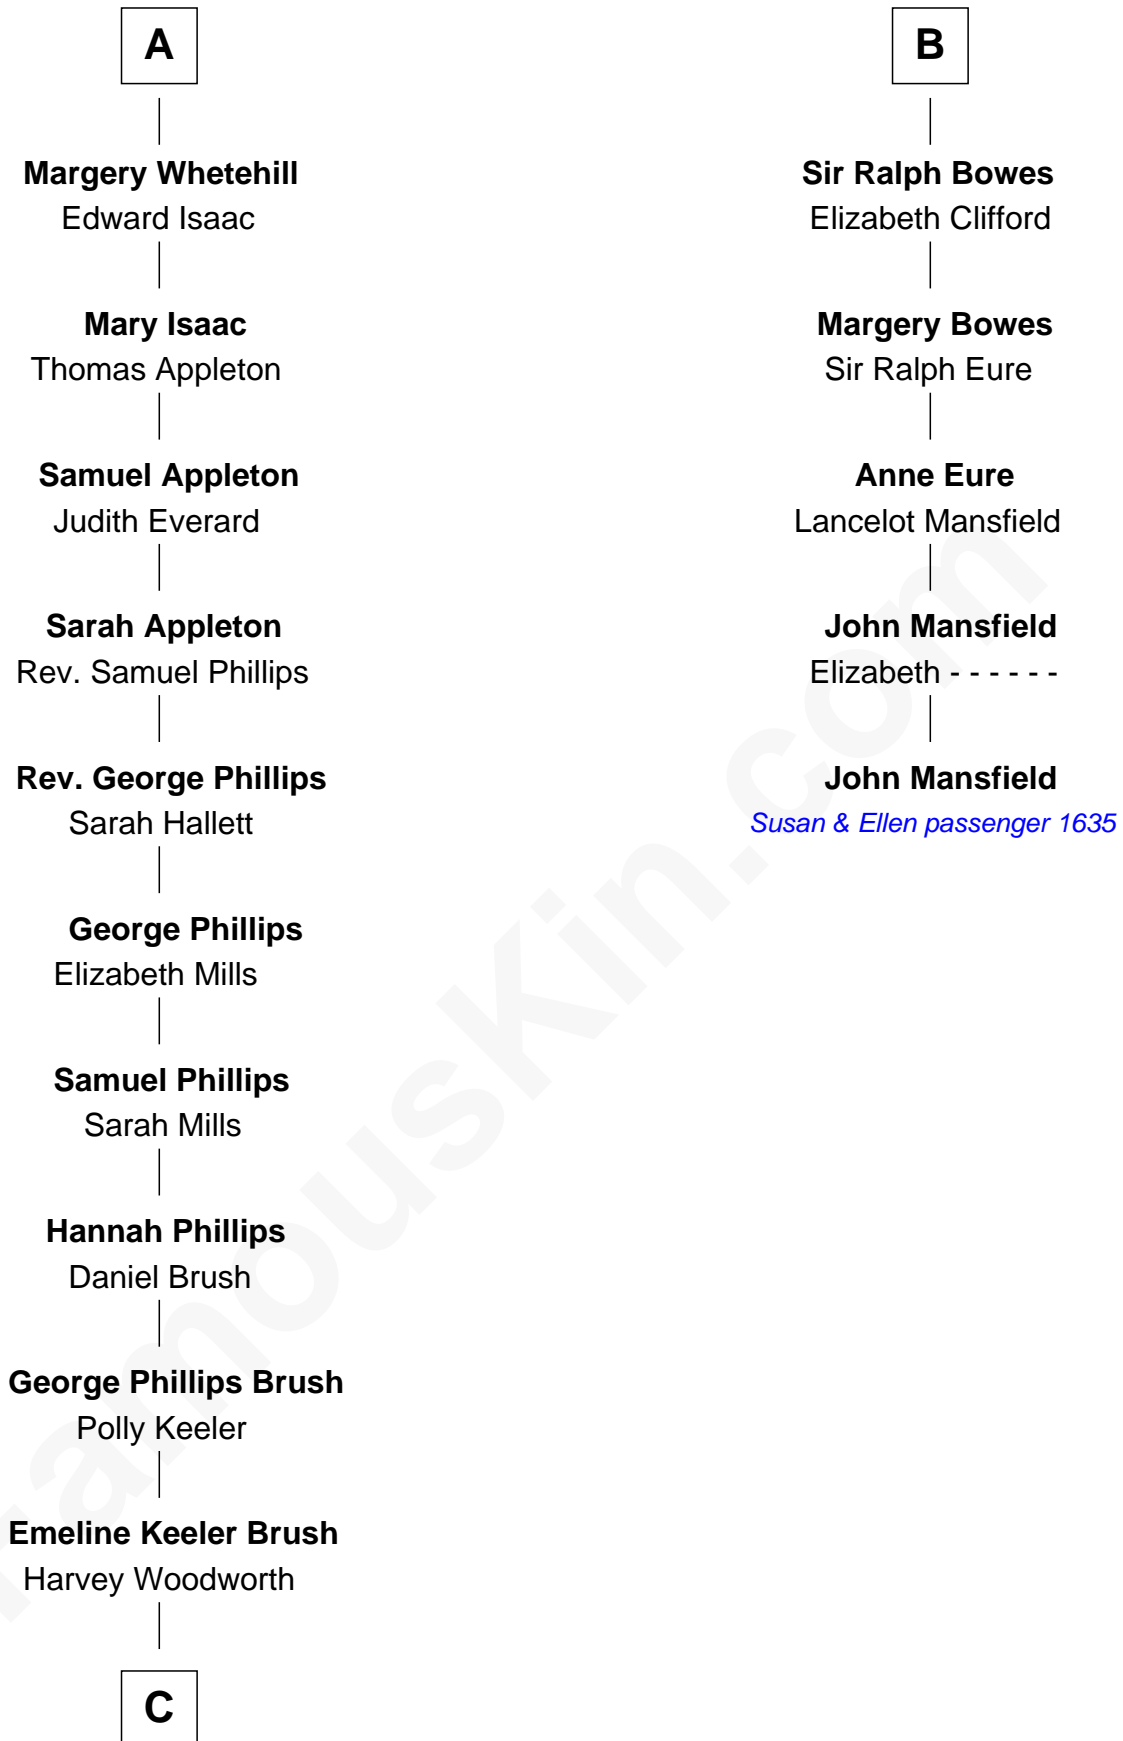 A
Margery Whetehill
Edward Isaac
Mary Isaac
Thomas Appleton
Samuel Appleton
Judith Everard
Sarah Appleton
Rev. Samuel Phillips
Rev. George Phillips
Sarah Hallett
George Phillips
Elizabeth Mills
Samuel Phillips
Sarah Mills
Hannah Phillips
Daniel Brush
George Phillips Brush
Polly Keeler
Emeline Keeler Brush
Harvey Woodworth
C
B
Sir Ralph Bowes
Elizabeth Clifford
Margery Bowes
Sir Ralph Eure
Anne Eure
Lancelot Mansfield
John Mansfield
Elizabeth - - - - - -
John Mansfield
Susan & Ellen passenger 1635
FamousKin.com